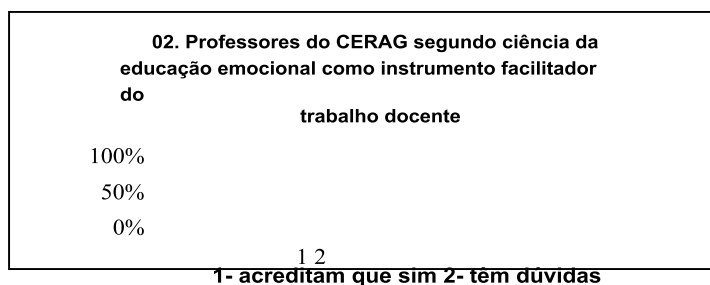 02. Professores do CERAG segundo ciência da
educação emocional como instrumento facilitador
do
trabalho docente
100%
50%
0%
1 2
1- acreditam que sim 2- têm dúvidas